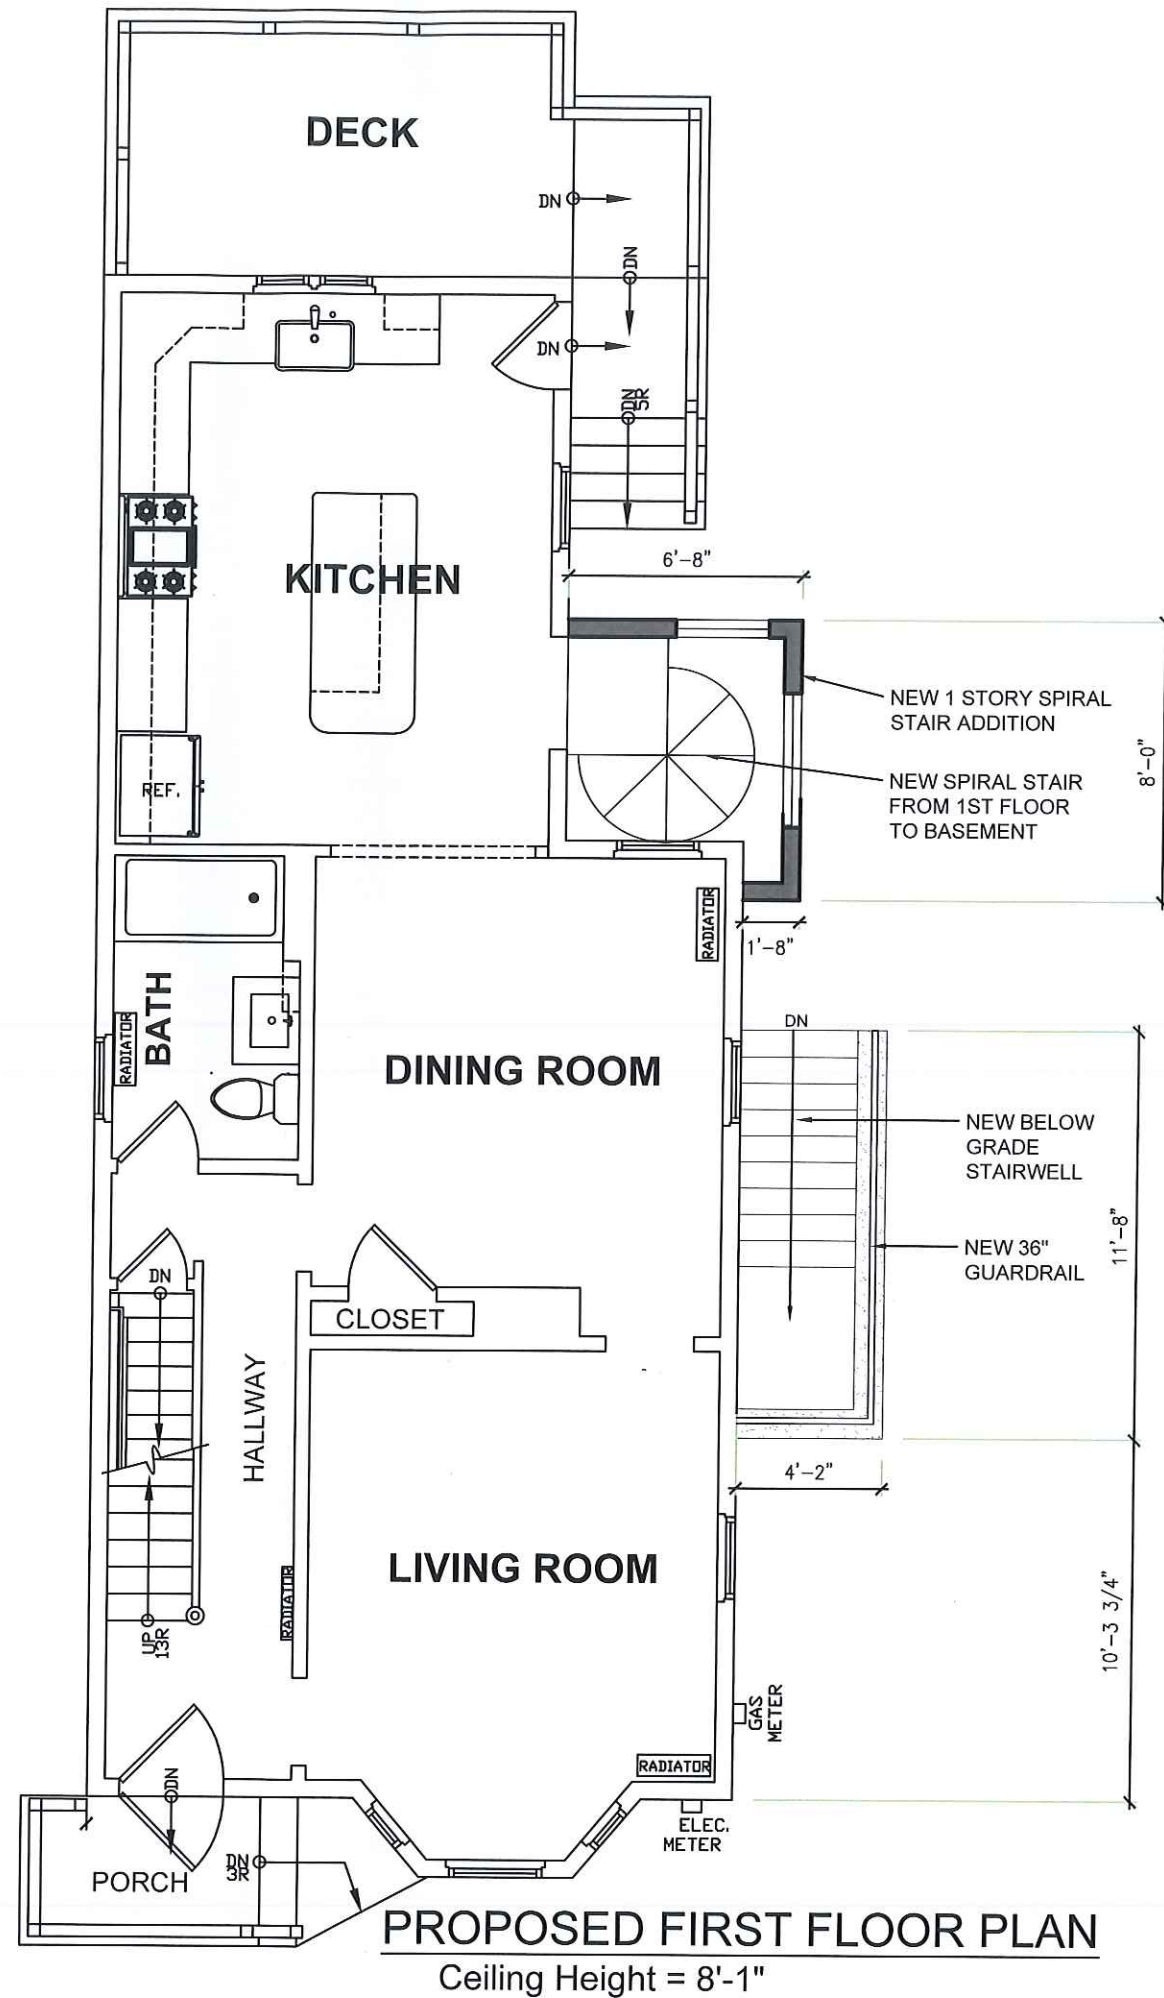 DECK
DN
DN
DN
DN
5R
KITCHEN
6'-8"
NEW 1 STORY SPIRAL
STAIR ADDITION
8'-0"
NEW SPIRAL STAIR
FROM 1ST FLOOR
TO BASEMENT
REF.
RADIATOR
1'-8"
BATH
RADIATOR
DN
DINING ROOM
NEW BELOW
GRADE
STAIRWELL
11'-8"
NEW 36"
GUARDRAIL
DN
CLOSET
HALLWAY
4'-2"
LIVING ROOM
RADIATOR
UP
13R
10'-3 3/4"
GAS
METER
RADIATOR
DN
ELEC.
METER
DN
3R
PORCH
PROPOSED FIRST FLOOR PLAN
Ceiling Height = 8'-1"